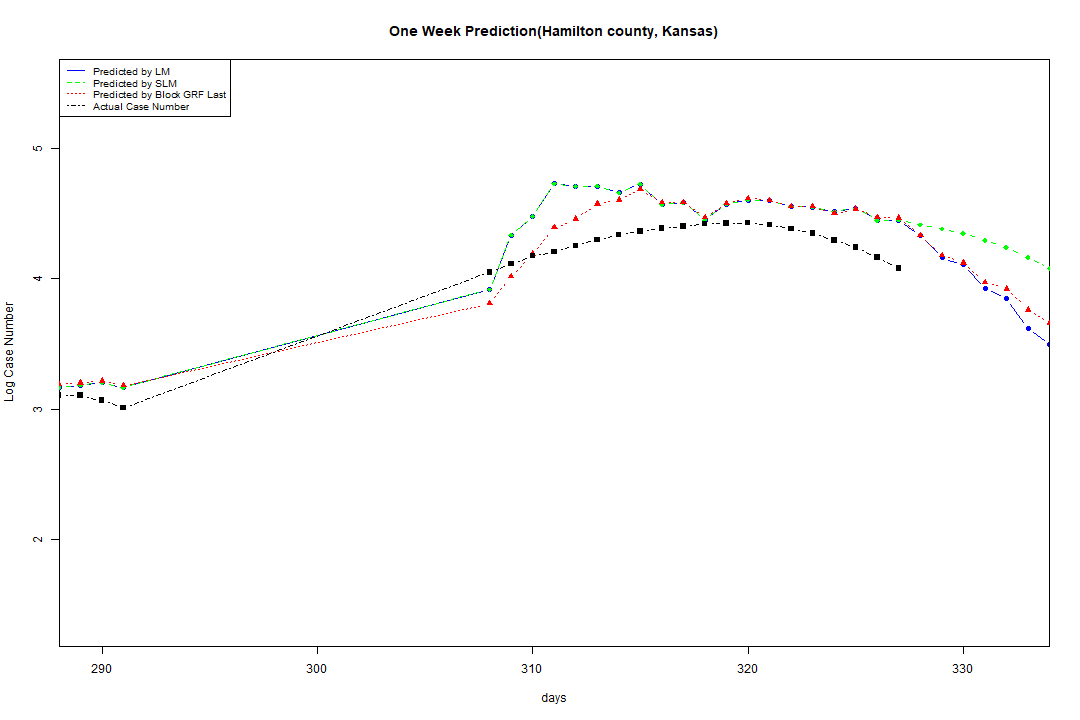 One Week Prediction(Hamilton county, Kansas)
Predicted by LM
Predicted by SLM
Predicted by Block GRF Last
Actual Case Number
5
4
3
2
Log Case Number
290 300 310 320 330
days